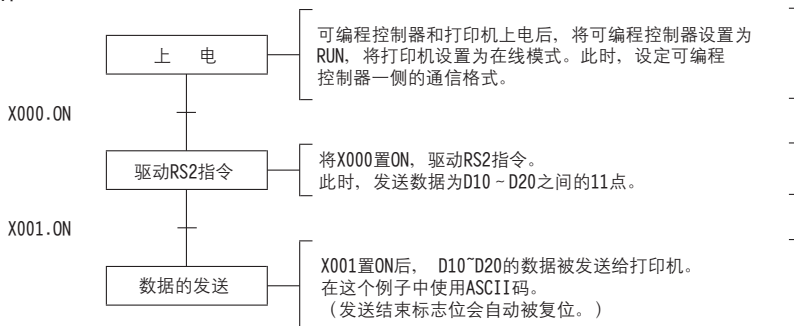 上 电
可编程控制器和打印机上电后，将可编程控制器设置为
RUN，将打印机设置为在线模式。此时，设定可编程
控制器一侧的通信格式。
X000.ON
驱动RS2指令
将X000置ON，驱动RS2指令。
此时，发送数据为D10～D20之间的11点。
X001.ON
数据的发送
X001置ON后， D10~D20的数据被发送给打印机。
在这个例子中使用ASCII码。
（发送结束标志位会自动被复位。）